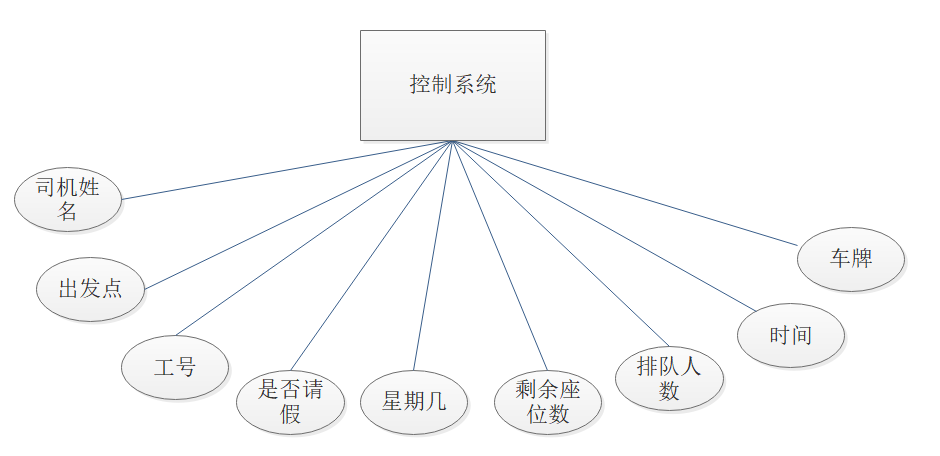 控制系统
司机姓
名
出发点
工号
是否请
假
星期几
剩余座
位数
排队人
数
时间
车牌